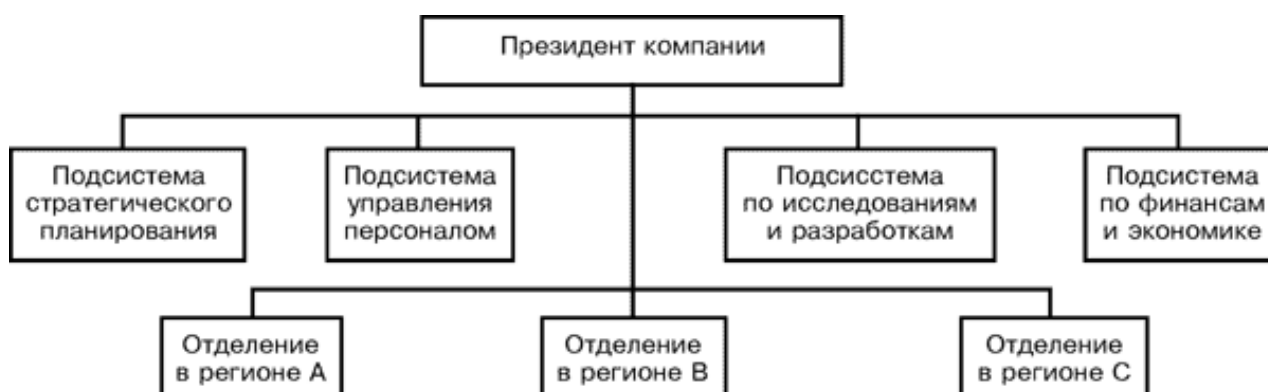 Президент компании
Подсистема
стратегического
планирования
Подсистема
управления
персоналом
Подсисстема
по исследованиям
и разработкам
Подсистема
по финансам
и экономике
Отделение
в регионе А
Отделение
в регионе В
Отделение
в регионе С